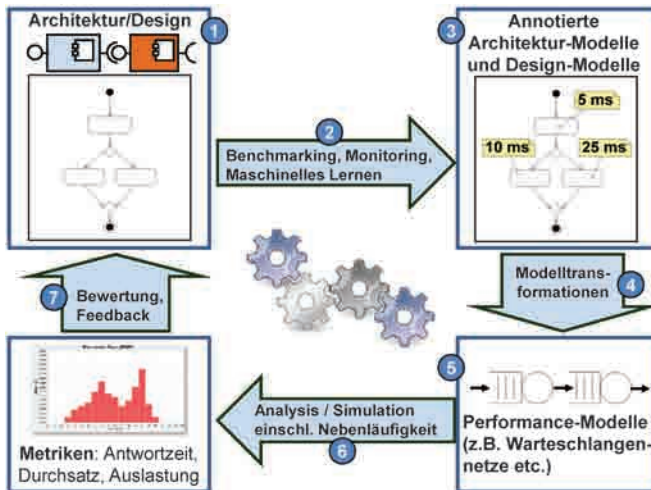 Architektur/Design
1
2
Benchmarking, Monitoring,
Maschinelles Lernen
3
Annotierte
Architektur-Modelle
und Design-Modelle
5 ms
10 ms
25 ms
Modelltrans-
formationen
4
5
Performance-Modelle
(z.B. Warteschlangen-
netze etc.)
Analysis / Simulation
einschl. Nebenläufigkeit
6
Metriken: Antwortzeit,
Durchsatz, Auslastung
7
Bewertung,
Feedback